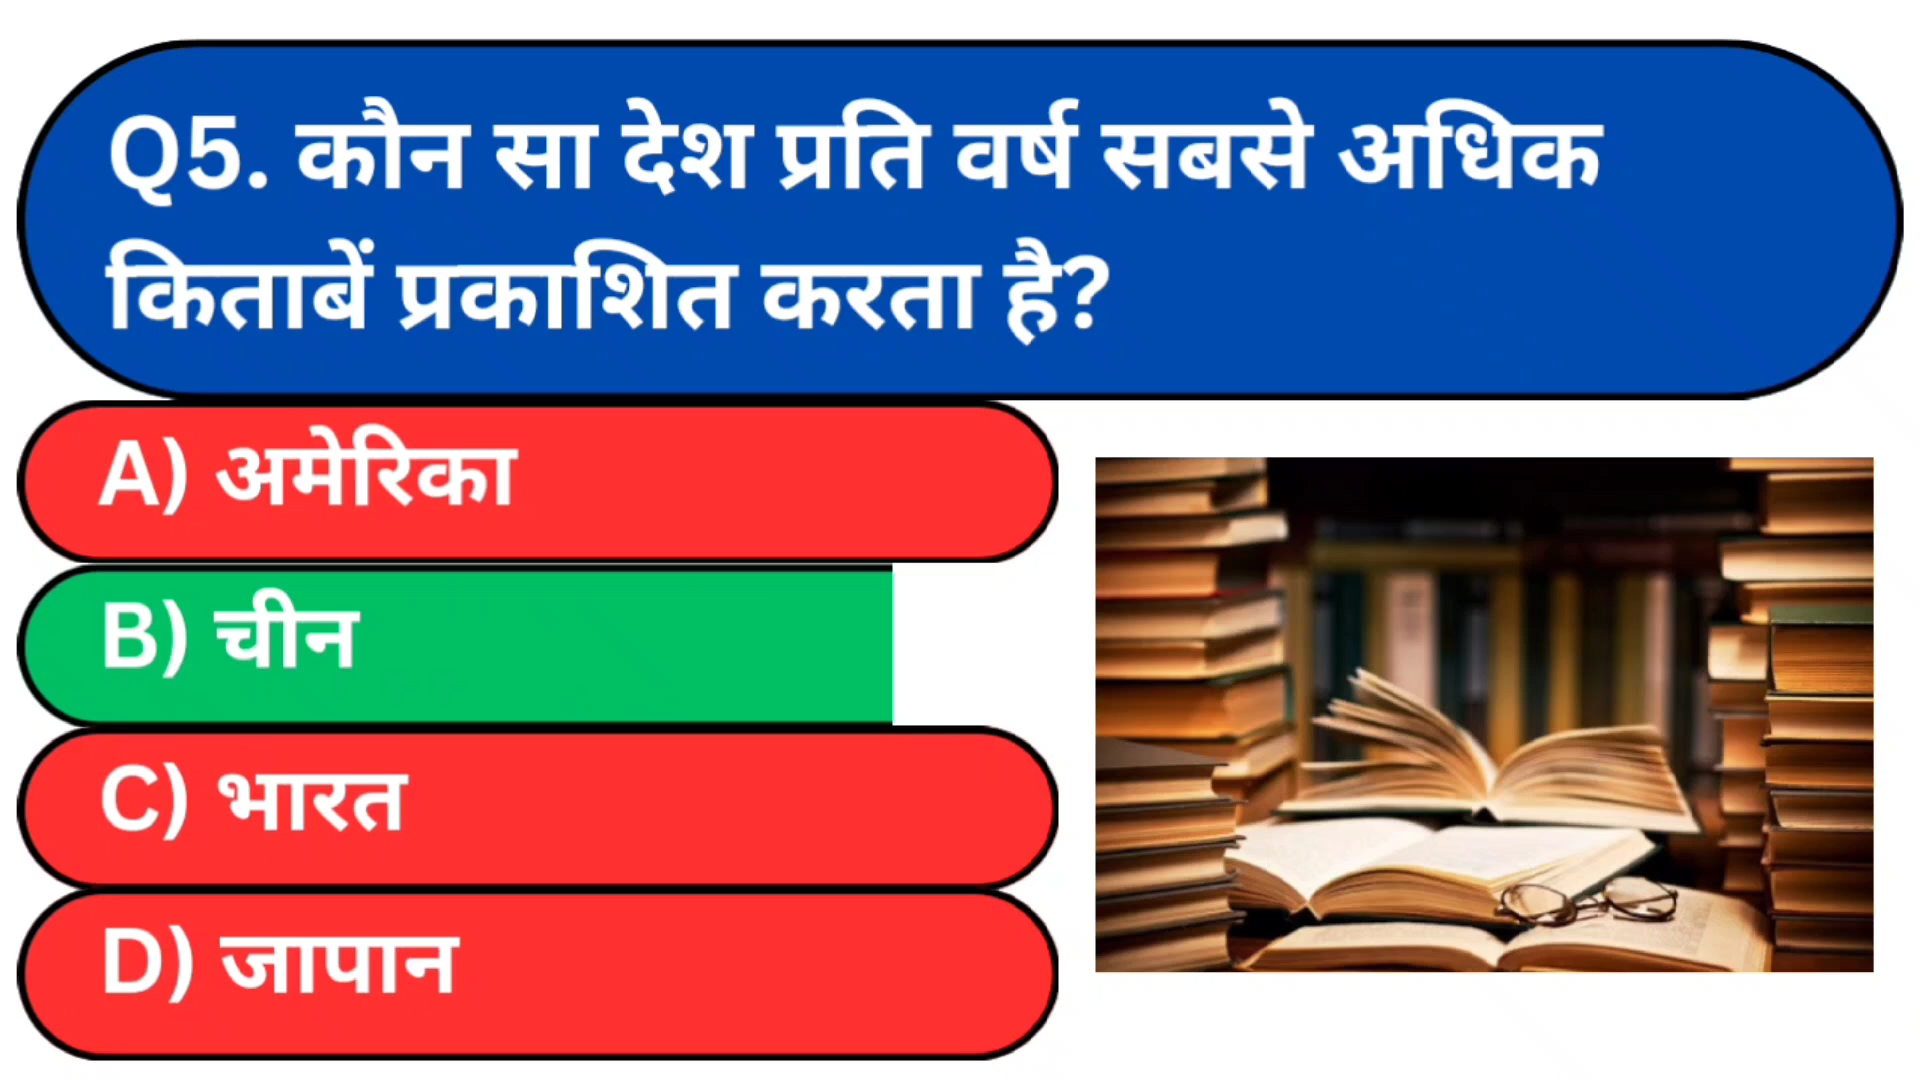 Q5. कौन सा देश प्रति वर्ष सबसे अधिक
किताबें प्रकाशित करता है?
A) अमेरिका
B) चीन
C) भारत
D) जापान